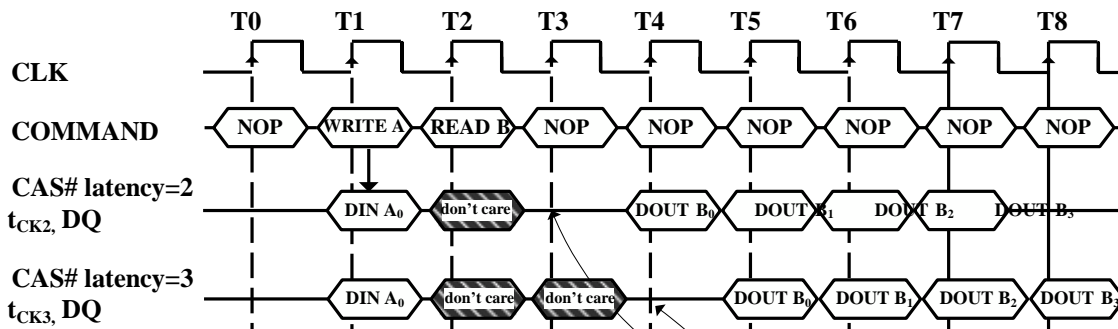 T0 T1 T2 T3 T4 T5 T6 T7 T8
CLK
COMMAND NOP WRITE A READ B NOP NOP NOP NOP NOP NOP
CAS# latency=2
tCK2, DQ DIN A0 don't care DOUT B0 DOUT B1 DOUT B2 DOUT B3
CAS# latency=3
tCK3, DQ DIN A0 don't care don't care DOUT B0 DOUT B1 DOUT B2 DOUT B3